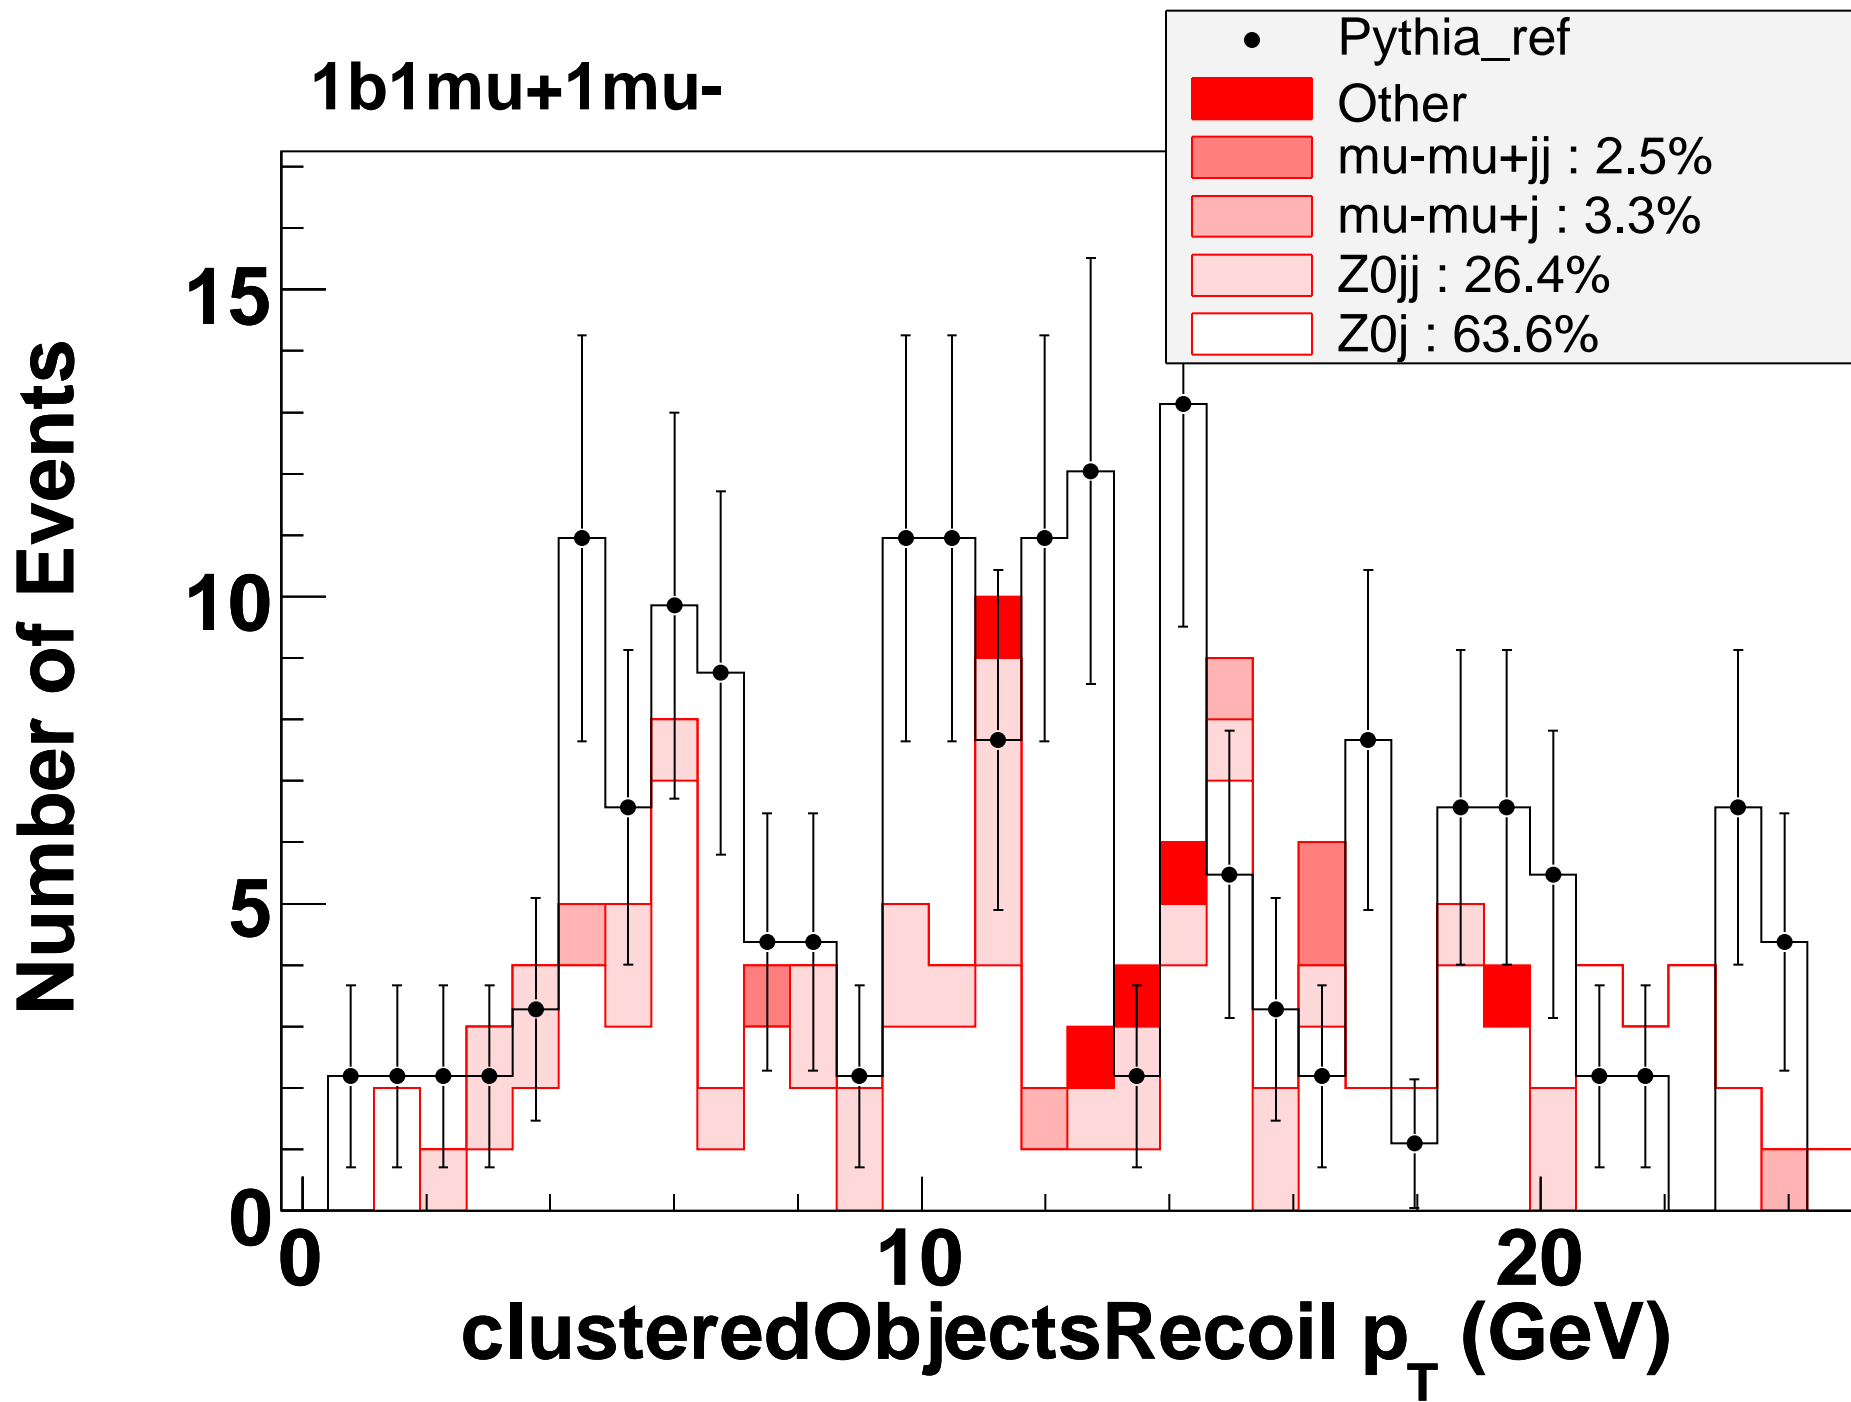 1b1mu+1mu-
Pythia_ref
Other
mu-mu+jj : 2.5%
mu-mu+j : 3.3%
Z0jj : 26.4%
Z0j : 63.6%
Number of Events
15
10
5
0
0 10 20
clusteredObjectsRecoil p_T (GeV)